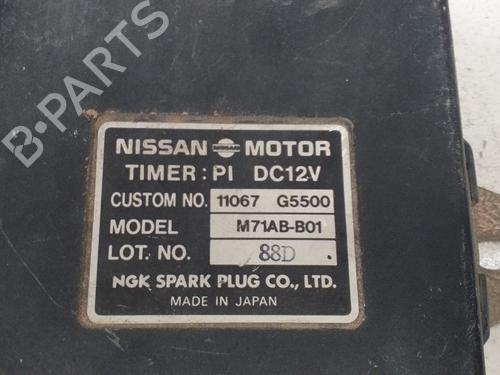 NISSAN NISSAN MOTOR
TIMER: PI DC12V
CUSTOM NO. 11067 G5500
MODEL M71AB-B01
LOT. NO. 88D
NGK SPARK PLUG CO., LTD.
MADE IN JAPAN
B-PARTS